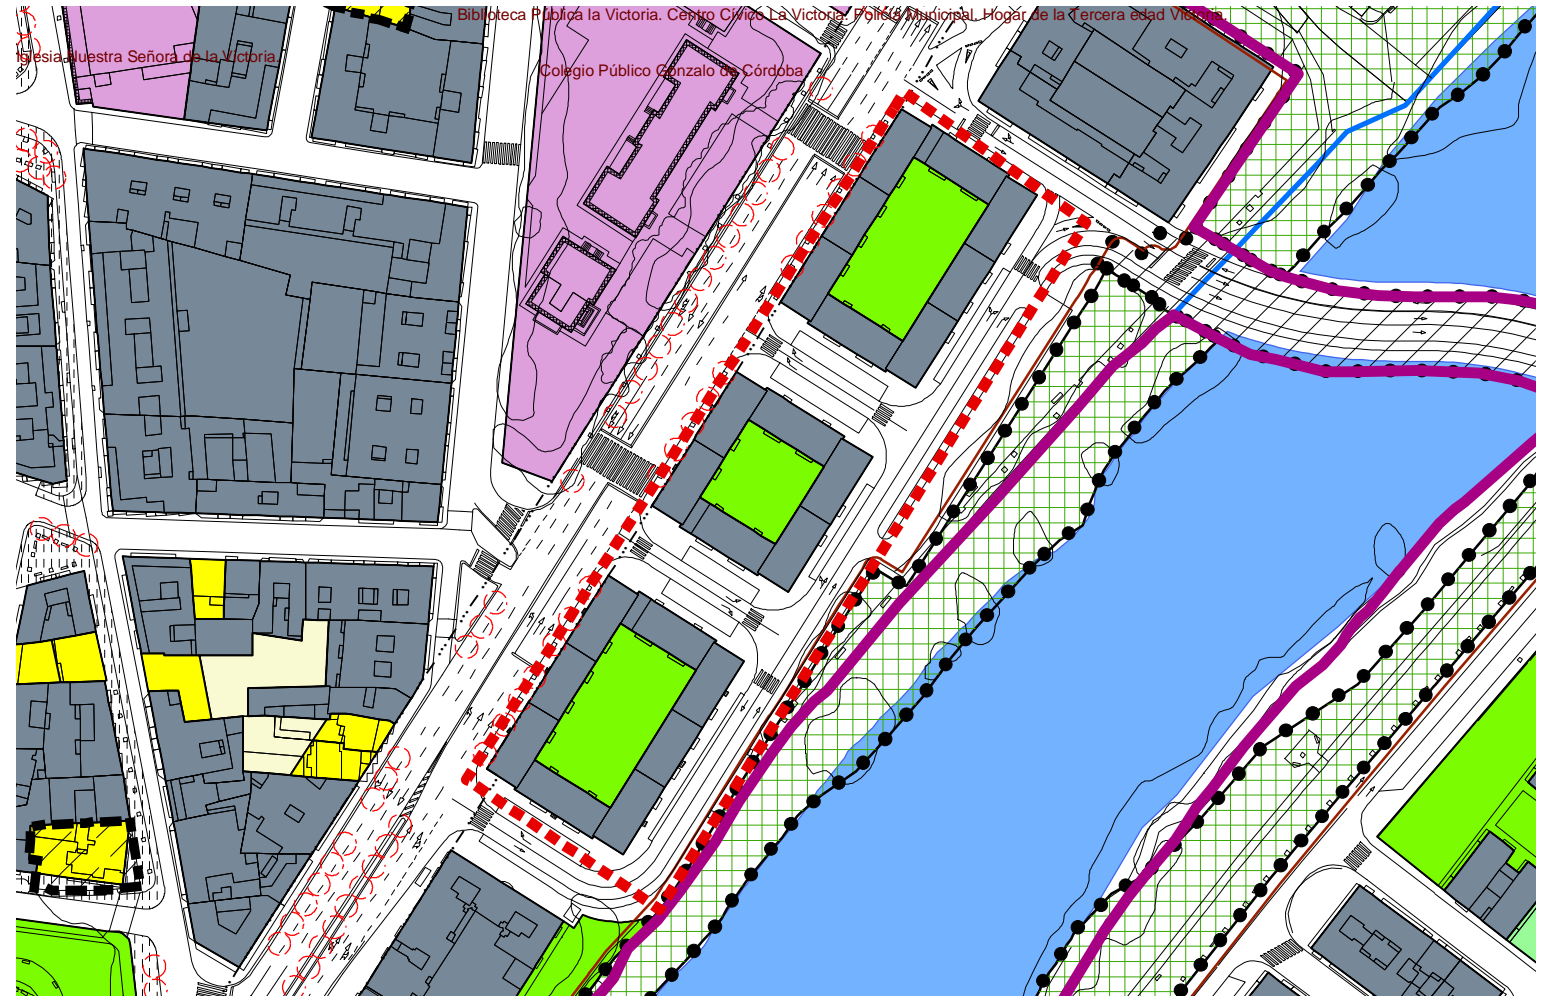 Biblioteca Pública la Victoria. Centro Cívico La Victoria. Policía Municipal. Hogar de la Tercera edad Victoria.
Iglesia Nuestra Señora de la Victoria.
Colegio Público Gonzalo de Córdoba